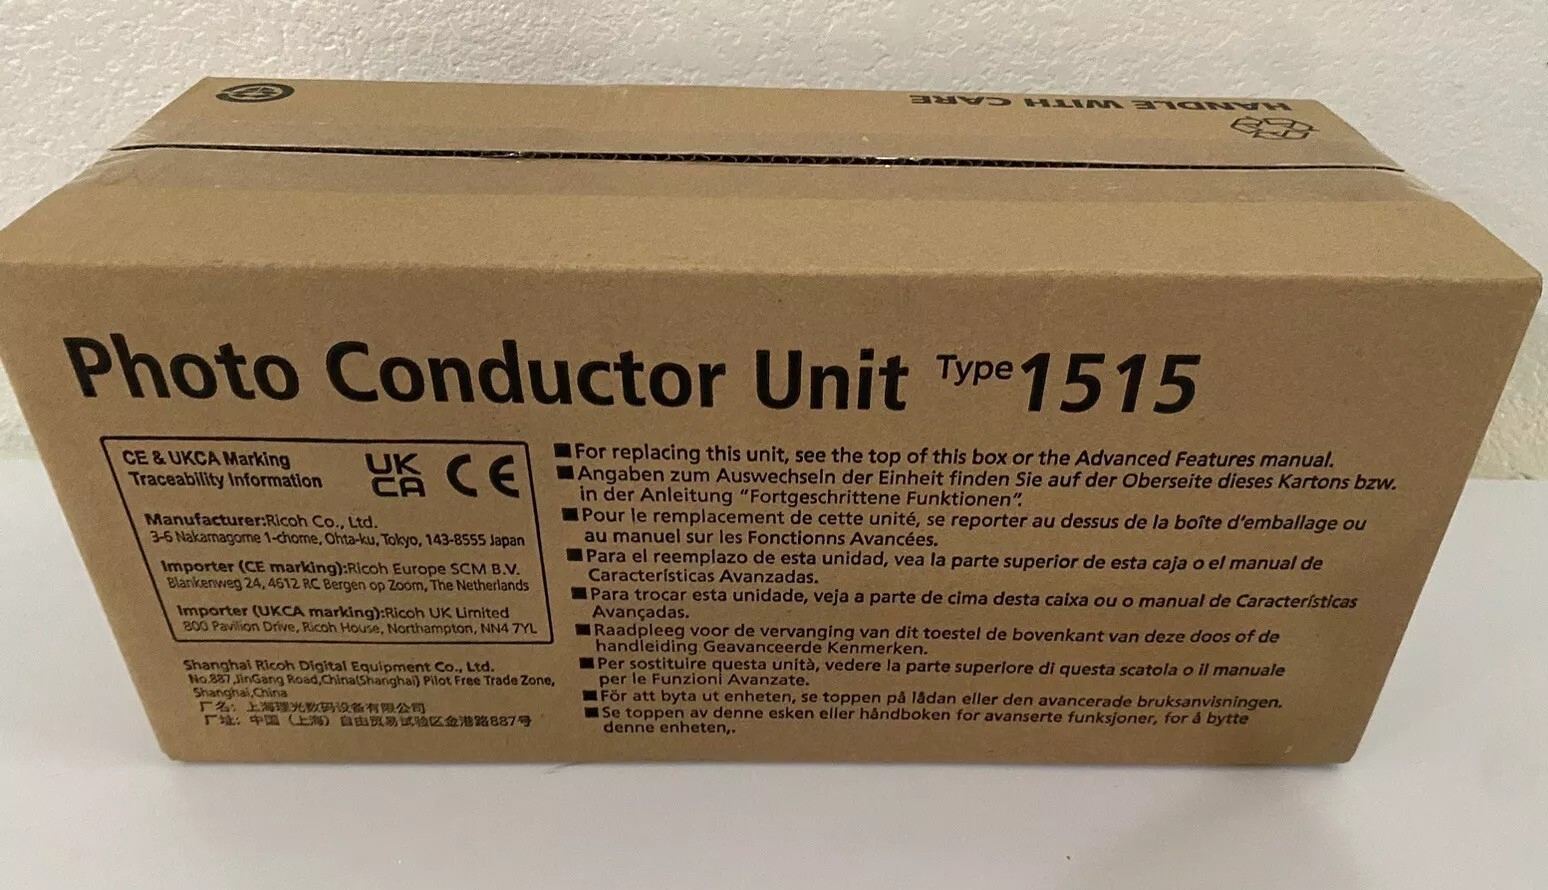 HANDLE WITH CARE
Photo Conductor Unit Type 1515
CE & UKCA Marking
Traceability Information
UK
CA
CE
Manufacturer:Ricoh Co., Ltd.
3-6 Nakamagome 1-chome, Ohta-ku, Tokyo, 143-8555 Japan
Importer (CE marking):Ricoh Europe SCM B.V.
Blankenweg 24, 4612 RC Bergen op Zoom, The Netherlands
Importer (UKCA marking):Ricoh UK Limited
800 Pavilion Drive, Ricoh House, Northampton, NN4 7YL
Shanghai Ricoh Digital Equipment Co., Ltd.
No.887,JinGang Road,China(Shanghai) Pilot Free Trade Zone,
Shanghai,China
厂名：上海理光数码设备有限公司
厂址：中国（上海）自由贸易试验区金港路887号
■For replacing this unit, see the top of this box or the Advanced Features manual.
■Angaben zum Auswechseln der Einheit finden Sie auf der Oberseite dieses Kartons bzw.
in der Anleitung "Fortgeschrittene Funktionen".
■Pour le remplacement de cette unité, se reporter au dessus de la boîte d'emballage ou
au manuel sur les Fonctionns Avancées.
■Para el reemplazo de esta unidad, vea la parte superior de esta caja o el manual de
Características Avanzadas.
■Para trocar esta unidade, veja a parte de cima desta caixa ou o manual de Características
Avançadas.
■Raadpleeg voor de vervanging van dit toestel de bovenkant van deze doos of de
handleiding Geavanceerde Kenmerken.
■Per sostituire questa unità, vedere la parte superiore di questa scatola o il manuale
per le Funzioni Avanzate.
■För att byta ut enheten, se toppen på lådan eller den avancerade bruksanvisningen.
■Se toppen av denne esken eller håndboken for avanserte funksjoner, for å bytte
denne enheten,.